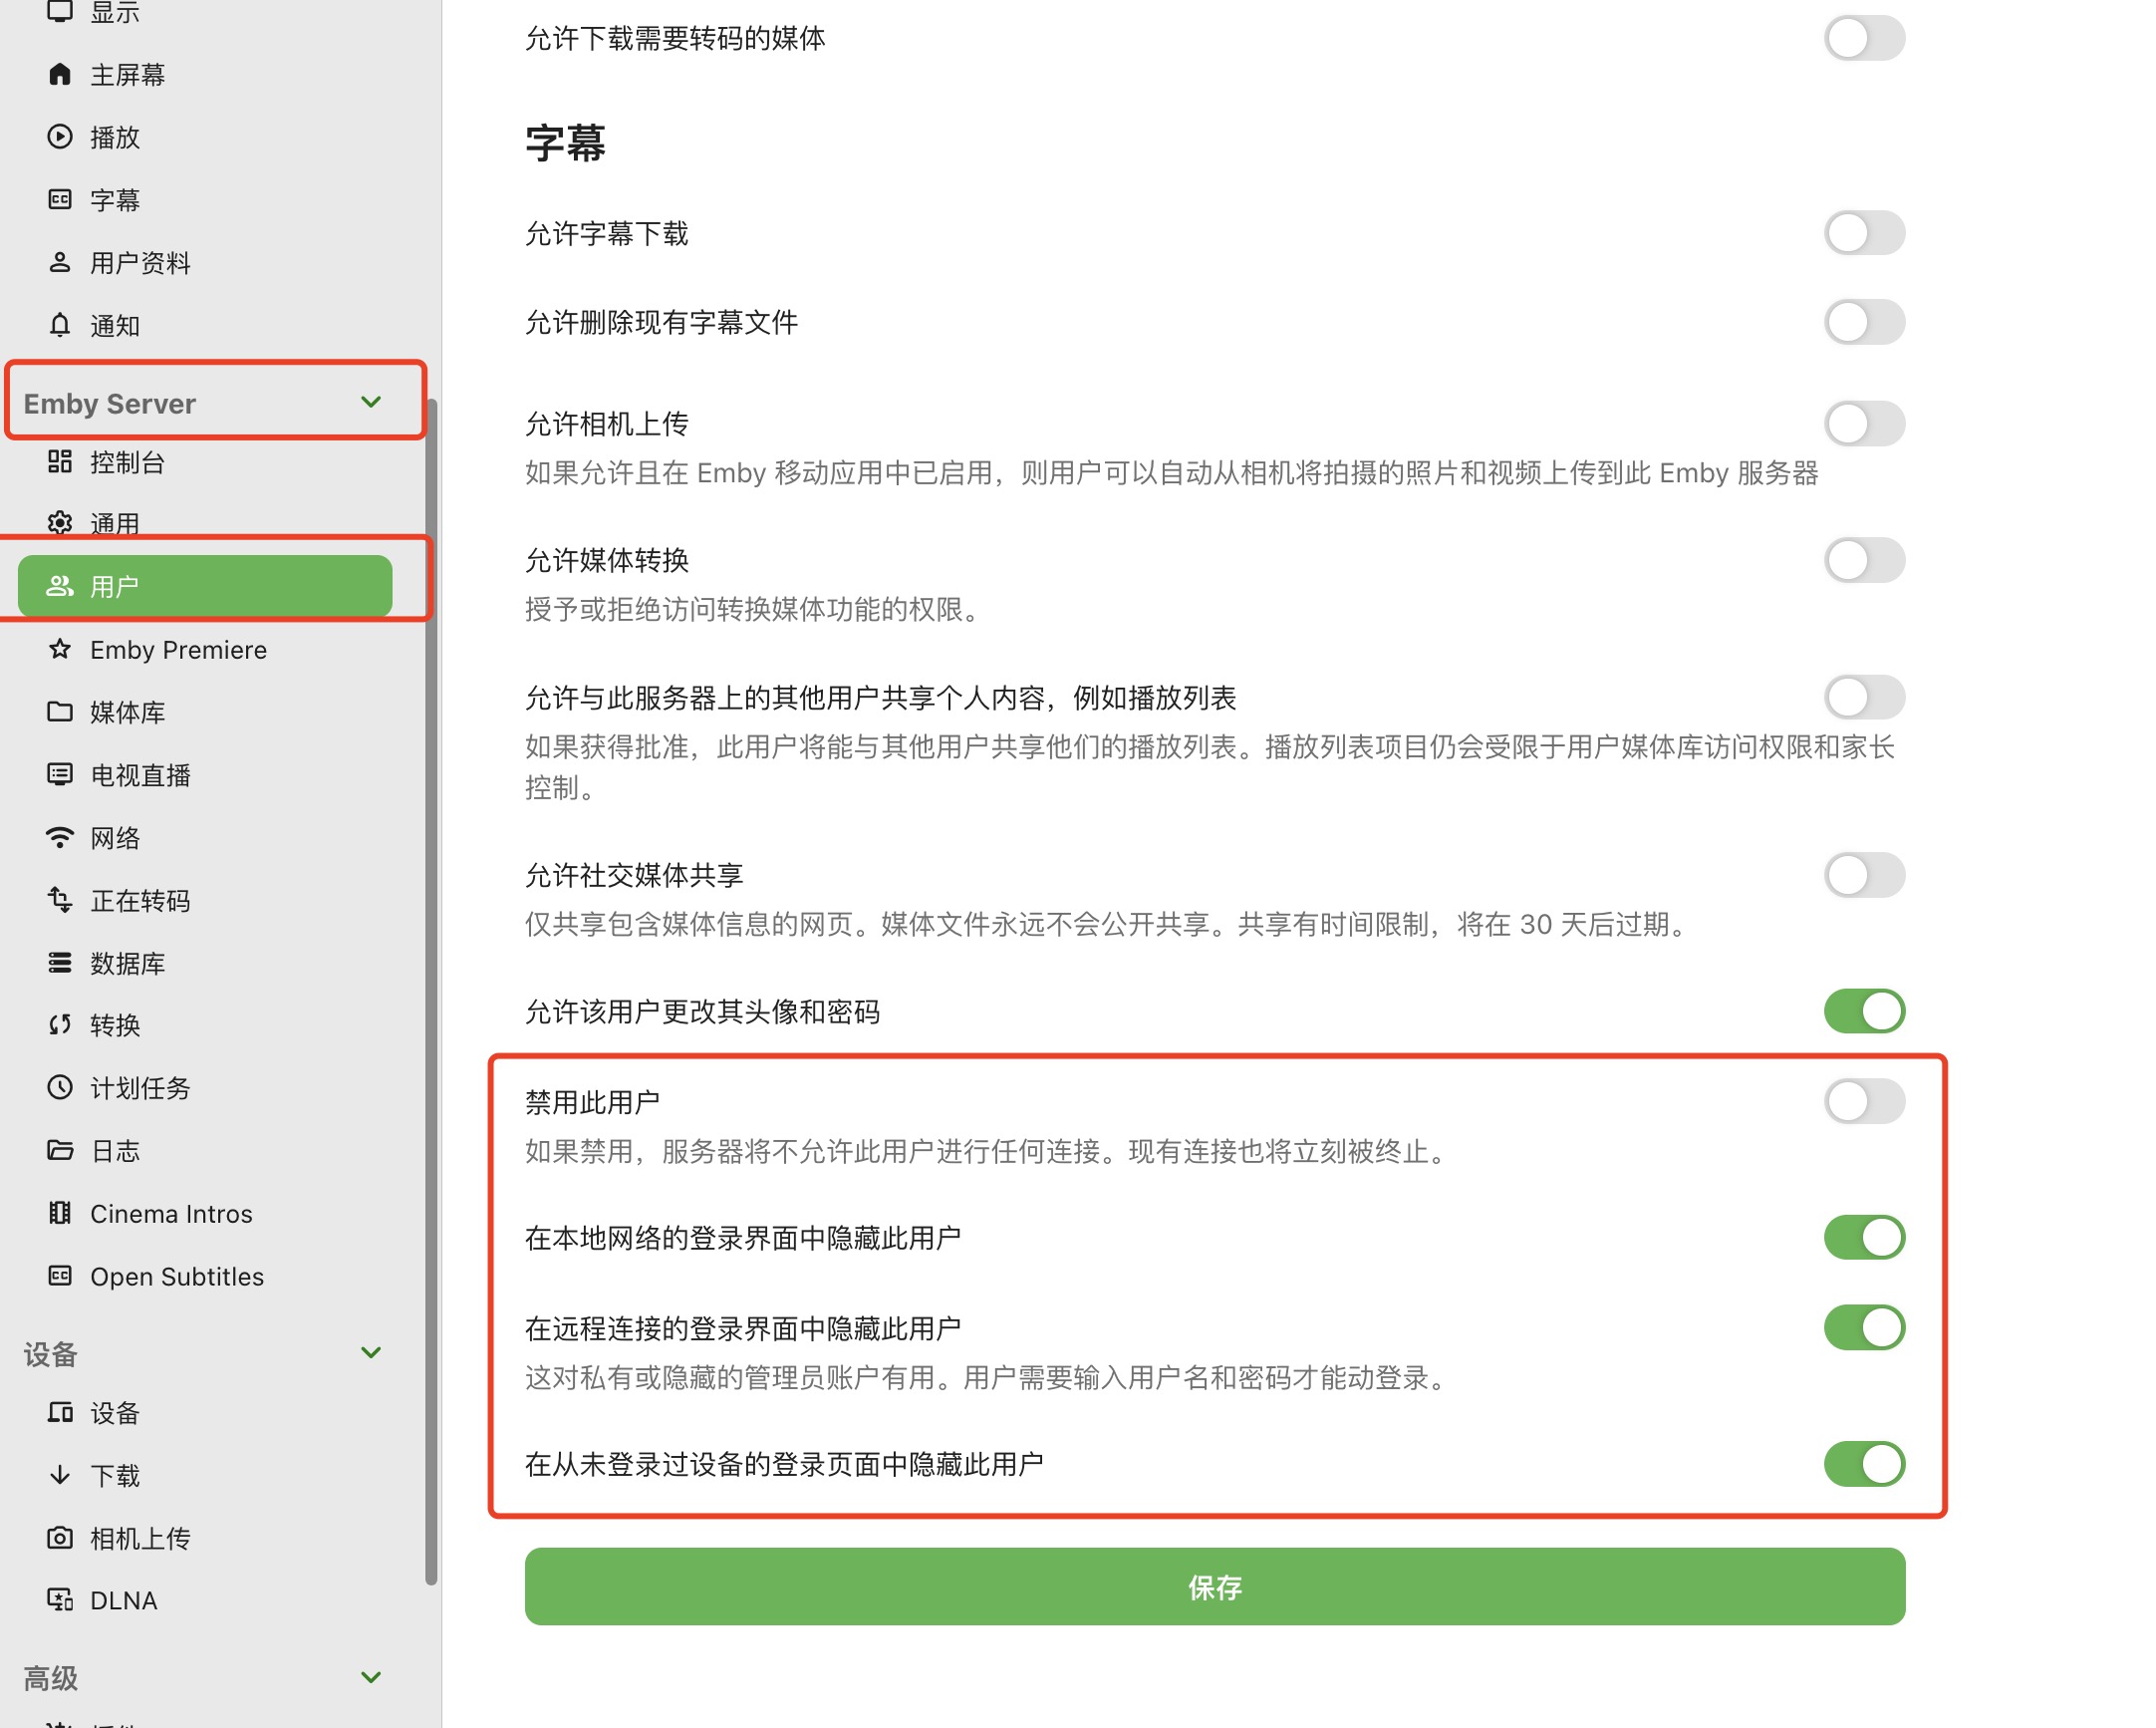 显示
主屏幕
播放
字幕
用户资料
通知
Emby Server
控制台
通用
用户
Emby Premiere
媒体库
电视直播
网络
正在转码
数据库
转换
计划任务
日志
Cinema Intros
Open Subtitles
设备
设备
下载
相机上传
DLNA
高级
允许下载需要转码的媒体
字幕
允许字幕下载
允许删除现有字幕文件
允许相机上传
如果允许且在 Emby 移动应用中已启用，则用户可以自动从相机将拍摄的照片和视频上传到此 Emby 服务器
允许媒体转换
授予或拒绝访问转换媒体功能的权限。
允许与此服务器上的其他用户共享个人内容，例如播放列表
如果获得批准，此用户将能与其他用户共享他们的播放列表。播放列表项目仍会受限于用户媒体库访问权限和家长
控制。
允许社交媒体共享
仅共享包含媒体信息的网页。媒体文件永远不会公开共享。共享有时间限制，将在 30 天后过期。
允许该用户更改其头像和密码
禁用此用户
如果禁用，服务器将不允许此用户进行任何连接。现有连接也将立刻被终止。
在本地网络的登录界面中隐藏此用户
在远程连接的登录界面中隐藏此用户
这对私有或隐藏的管理员账户有用。用户需要输入用户名和密码才能动登录。
在从未登录过设备的登录页面中隐藏此用户
保存